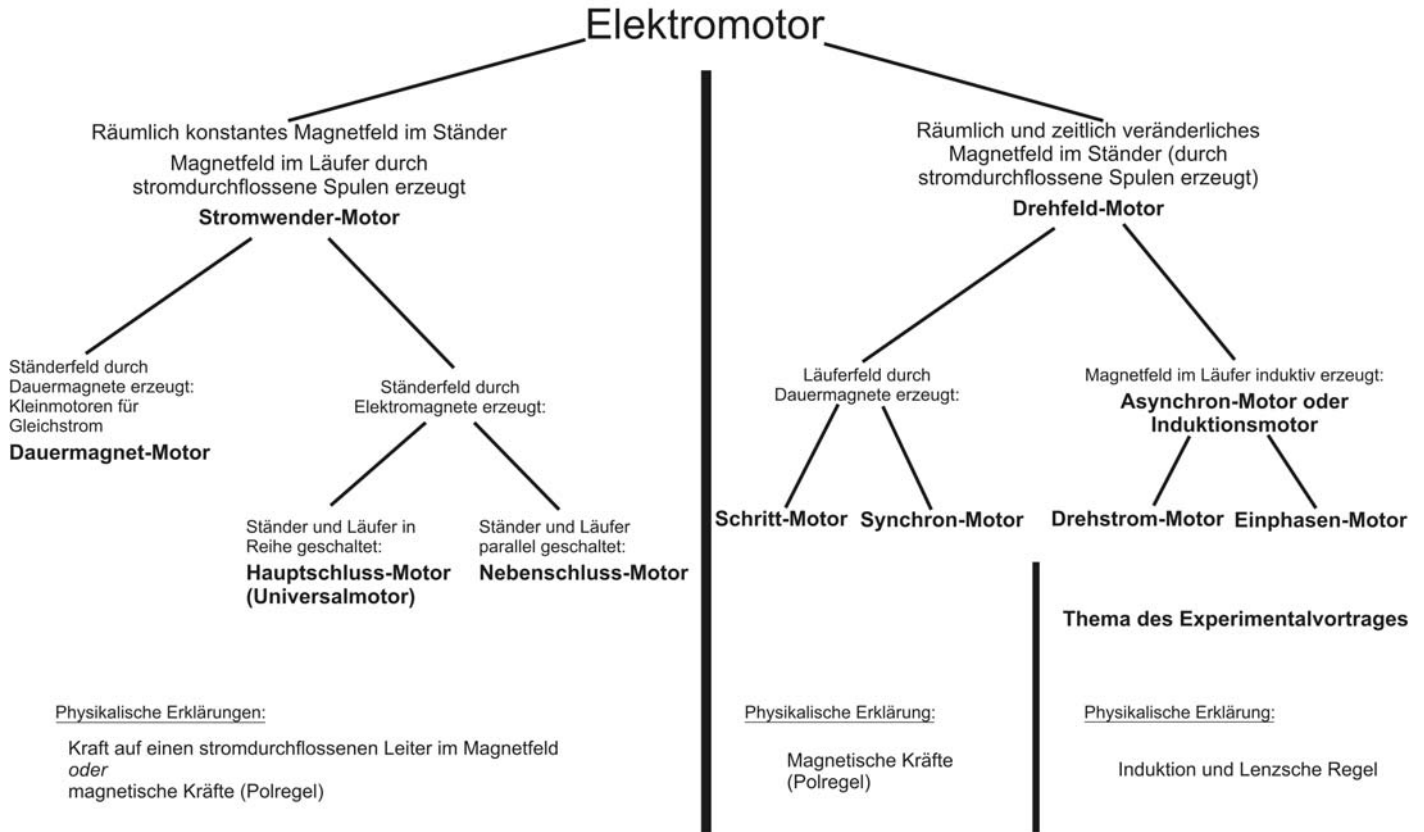 Elektromotor
Räumlich konstantes Magnetfeld im Ständer
Magnetfeld im Läufer durch
stromdurchflossene Spulen erzeugt
Stromwender-Motor
Räumlich und zeitlich veränderliches
Magnetfeld im Ständer (durch
stromdurchflossene Spulen erzeugt)
Drehfeld-Motor
Ständerfeld durch
Dauermagnete erzeugt:
Kleinmotoren für
Gleichstrom
Dauermagnet-Motor
Ständerfeld durch
Elektromagnete erzeugt:
Läuferfeld durch
Dauermagnete erzeugt:
Magnetfeld im Läufer induktiv erzeugt:
Asynchron-Motor oder
Induktionsmotor
Ständer und Läufer in
Reihe geschaltet:
Hauptschluss-Motor
(Universalmotor)
Ständer und Läufer
parallel geschaltet:
Nebenschluss-Motor
Schritt-Motor
Synchron-Motor
Drehstrom-Motor
Einphasen-Motor
Thema des Experimentalvortrages
Physikalische Erklärungen:
Kraft auf einen stromdurchflossenen Leiter im Magnetfeld
oder
magnetische Kräfte (Polregel)
Physikalische Erklärung:
Magnetische Kräfte
(Polregel)
Physikalische Erklärung:
Induktion und Lenzsche Regel